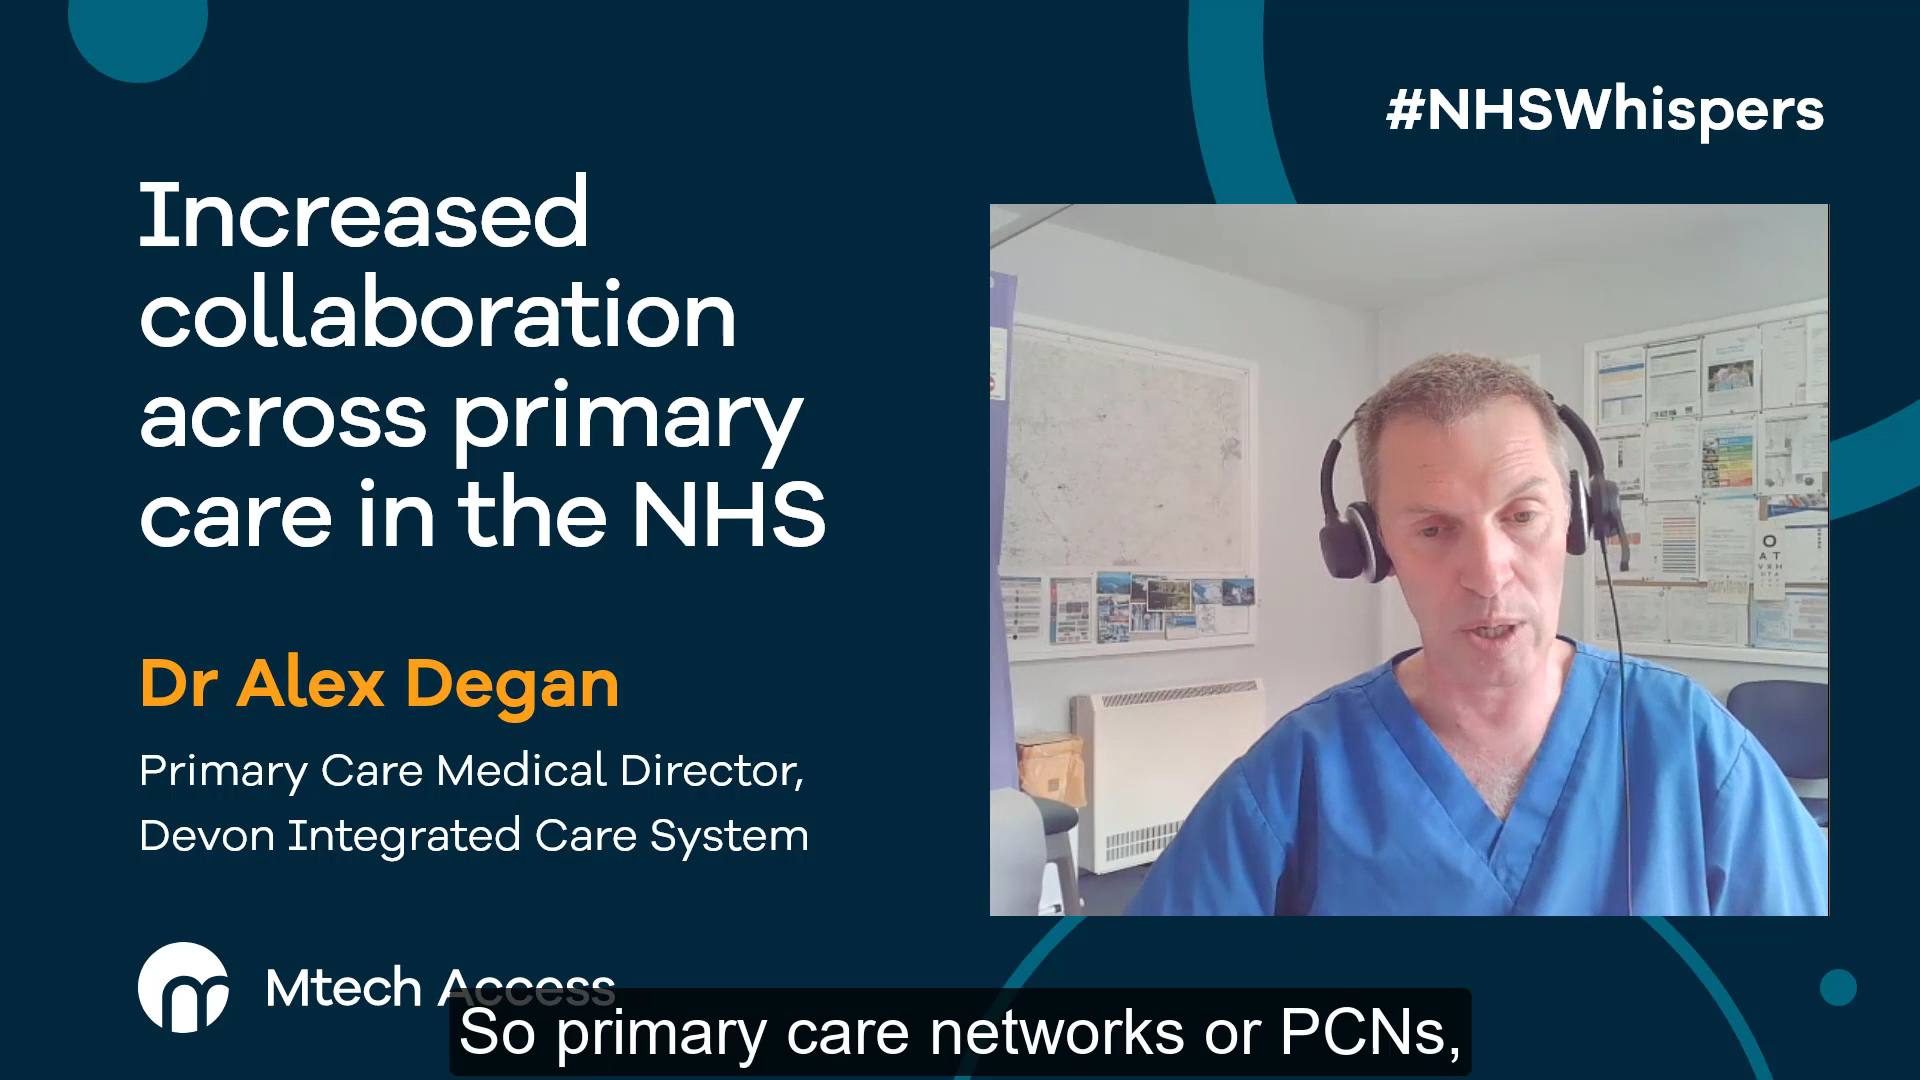 #NHSWhispers
Increased
collaboration
across primary
care in the NHS
Dr Alex Degan
Primary Care Medical Director,
Devon Integrated Care System
Mtech Access
So primary care networks or PCNs,